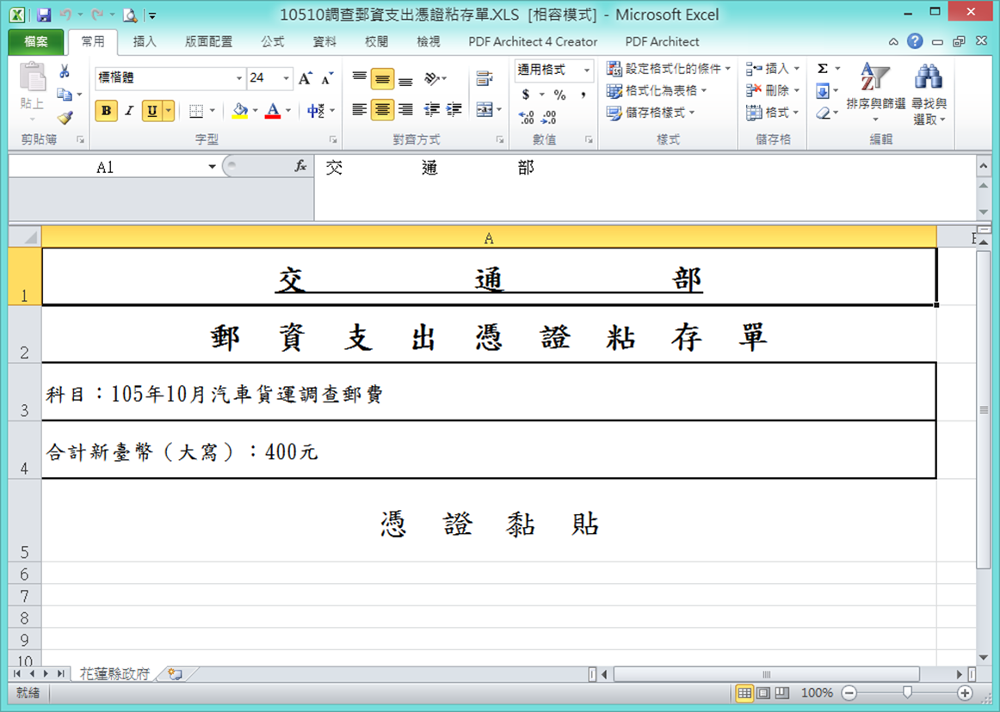 10510調查郵資支出憑證粘存單.XLS [相容模式] - Microsoft Excel
檔案 常用 插入 版面配置 公式 資料 校閱 檢視 PDF Architect 4 Creator PDF Architect
標楷體 24 通用格式 設定格式化的條件 插入 Σ
貼上 $ % , 格式化為表格 刪除 排序與篩選 尋找與選取
B I U A 中 .00 儲存格樣式 格式
剪貼簿 字型 對齊方式 數值 樣式 儲存格 編輯
A1 fx 交 通 部
A
1 交 通 部
2 郵 資 支 出 憑 證 粘 存 單
3 科目：105年10月汽車貨運調查郵費
4 合計新臺幣（大寫）：400元
5 憑 證 黏 貼
6
7
8
9
10
花蓮縣政府
就緒 100%